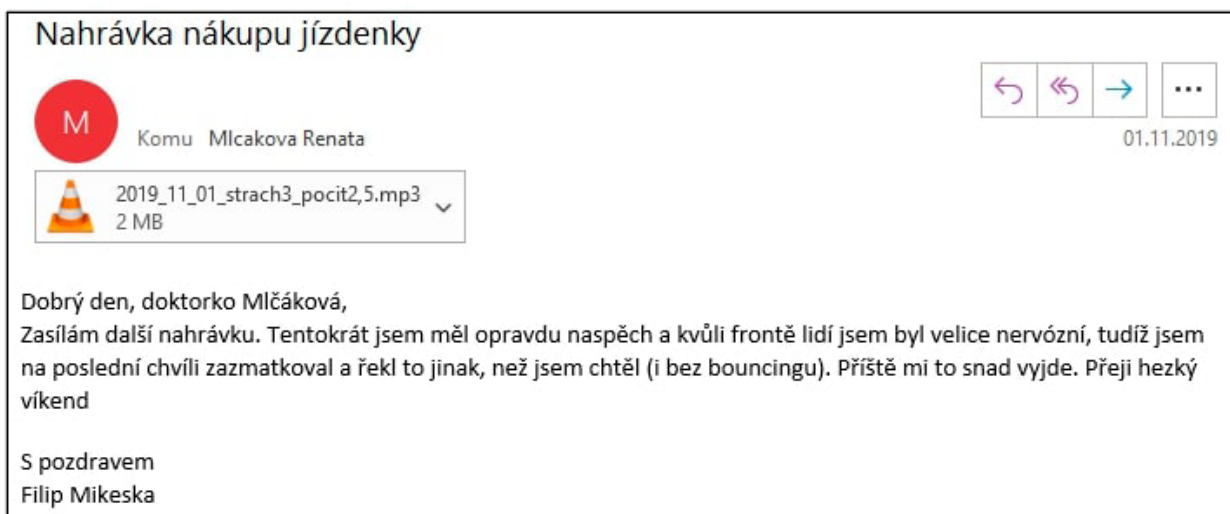 Nahrávka nákupu jízdenky
M
Komu Mlcakova Renata
01.11.2019
2019_11_01_strach3_pocit2,5.mp3
2 MB
Dobrý den, doktorko Mlčáková,
Zasílám další nahrávku. Tentokrát jsem měl opravdu naspěch a kvůli frontě lidí jsem byl velice nervózní, tudíž jsem
na poslední chvíli zazmatkoval a řekl to jinak, než jsem chtěl (i bez bouncingu). Příště mi to snad vyjde. Přeji hezký
víkend
S pozdravem
Filip Mikeska